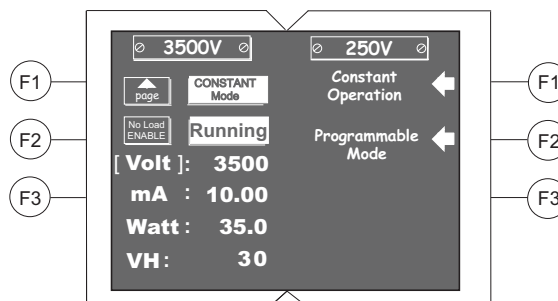 3500V
250V
F1
page
CONSTANT
Mode
Constant
Operation
F1
F2
No Load
ENABLE
Running
Programmable
Mode
F2
F3
[ Volt ]: 3500
F3
mA : 10.00
Watt : 35.0
VH : 30